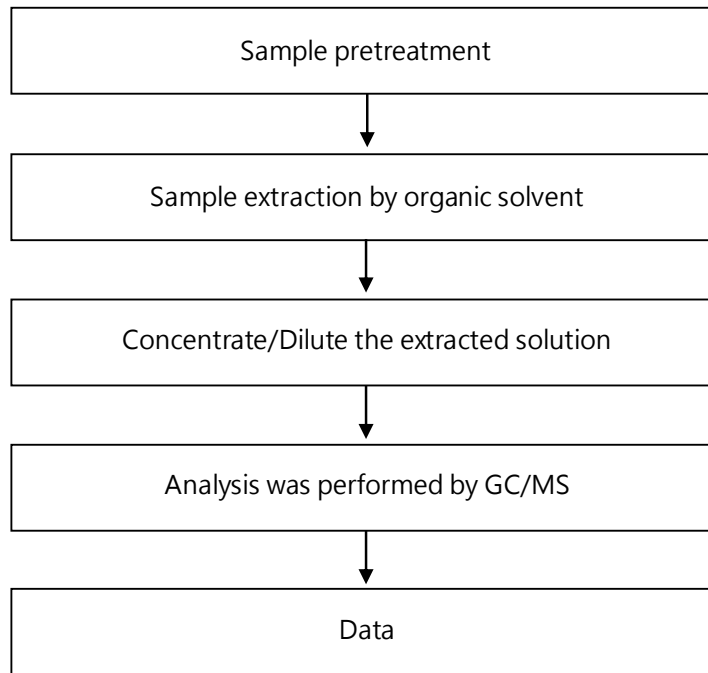 Sample pretreatment
Sample extraction by organic solvent
Concentrate/Dilute the extracted solution
Analysis was performed by GC/MS
Data